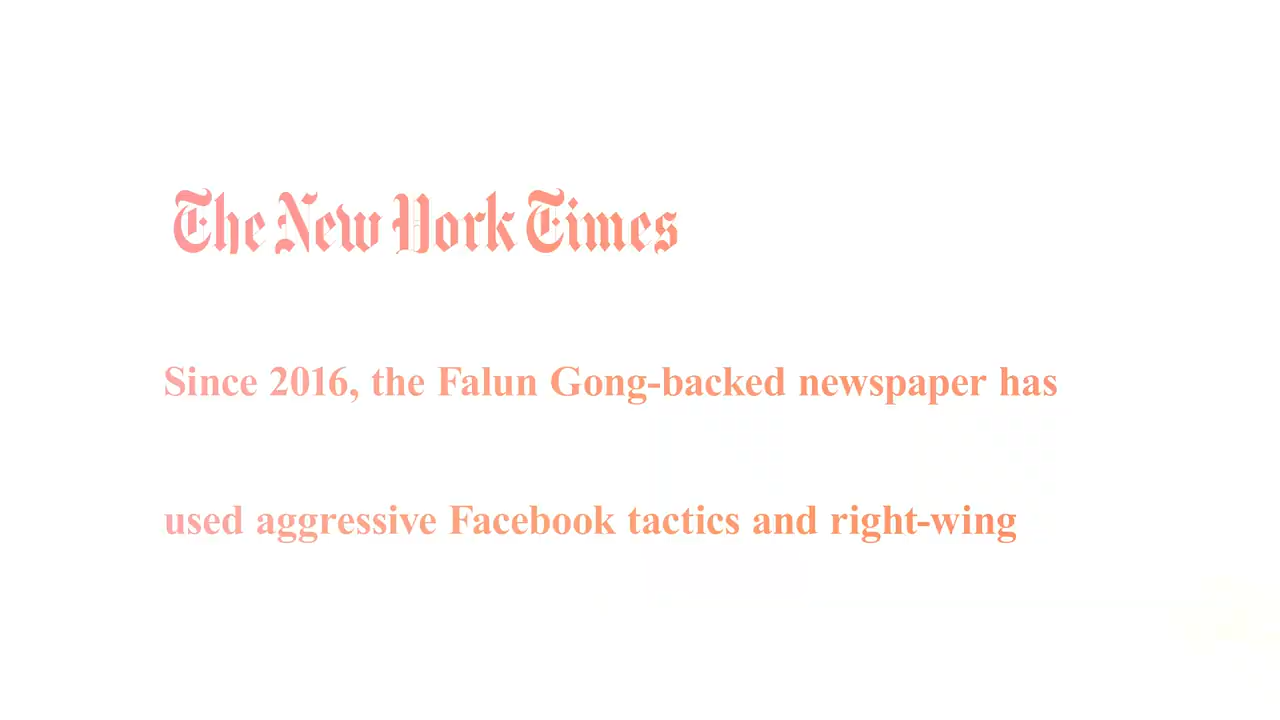 The New York Times
Since 2016, the Falun Gong-backed newspaper has
used aggressive Facebook tactics and right-wing